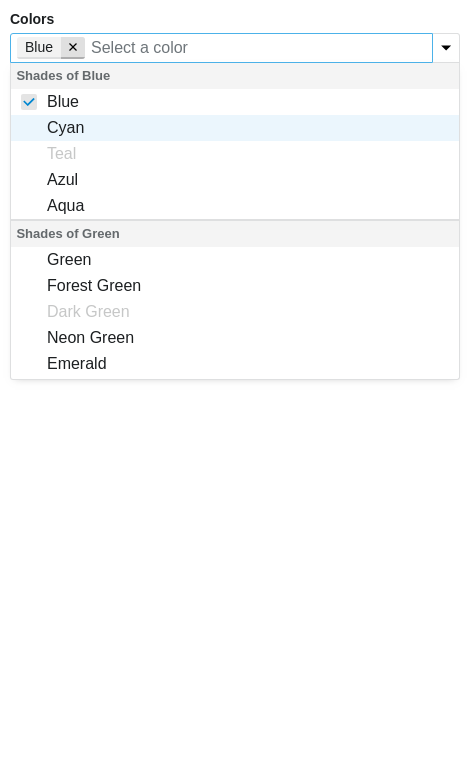 Colors
Blue Select a color
Shades of Blue
Blue
Cyan
Teal
Azul
Aqua
Shades of Green
Green
Forest Green
Dark Green
Neon Green
Emerald